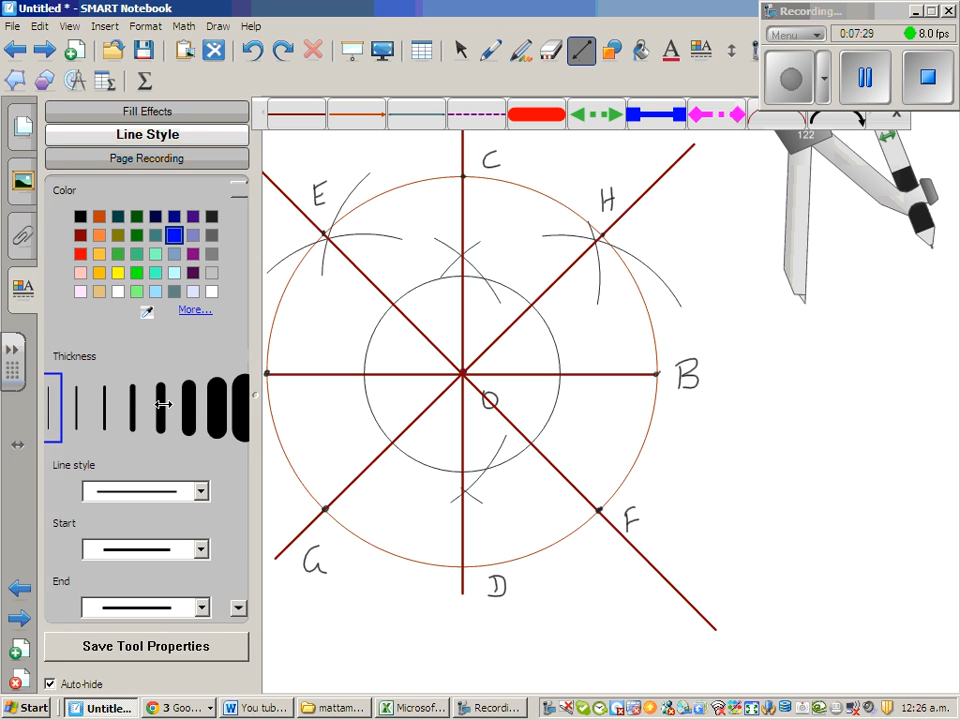 Untitled * - SMART Notebook
Recording...
File Edit View Insert Format Math Draw Help
Menu
0:07:29
8.0 fps
Fill Effects
Line Style
Page Recording
Color
More...
Thickness
Line style
Start
End
Save Tool Properties
Auto-hide
122
C
E
H
B
O
F
G
D
Start
Untitle...
3 Goo...
You tub...
mattam...
Microsof...
Recordi...
12:26 a.m.